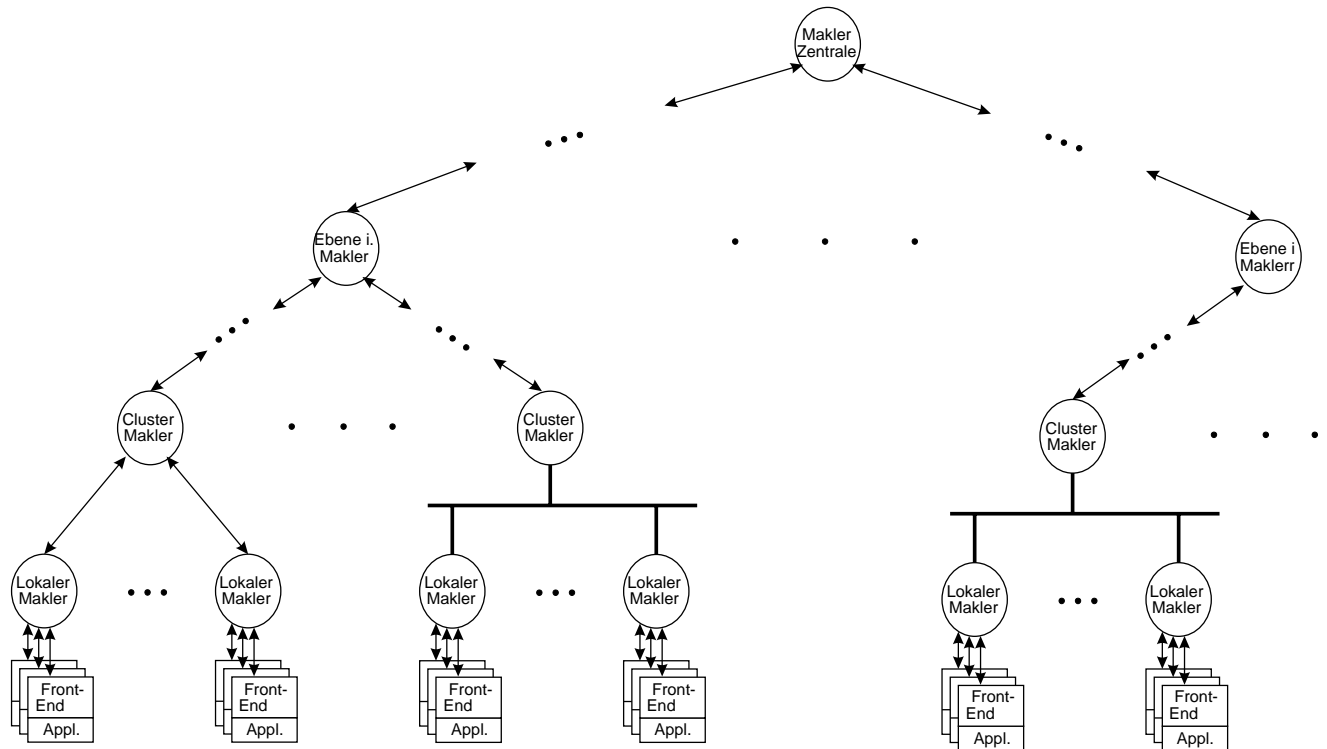 Makler
Zentrale
Ebene i.
Makler
Ebene i
Maklerr
Cluster
Makler
Cluster
Makler
Cluster
Makler
Lokaler
Makler
Lokaler
Makler
Lokaler
Makler
Lokaler
Makler
Lokaler
Makler
Lokaler
Makler
Front-
End
Appl.
Front-
End
Appl.
Front-
End
Appl.
Front-
End
Appl.
Front-
End
Appl.
Front-
End
Appl.